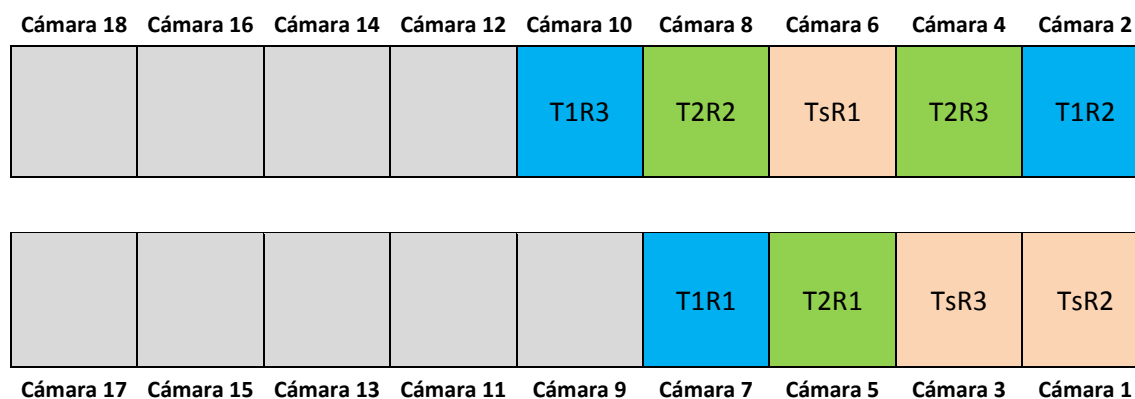 Cámara 18 Cámara 16 Cámara 14 Cámara 12 Cámara 10 Cámara 8 Cámara 6 Cámara 4 Cámara 2
T1R3 T2R2 TsR1 T2R3 T1R2
T1R1 T2R1 TsR3 TsR2
Cámara 17 Cámara 15 Cámara 13 Cámara 11 Cámara 9 Cámara 7 Cámara 5 Cámara 3 Cámara 1